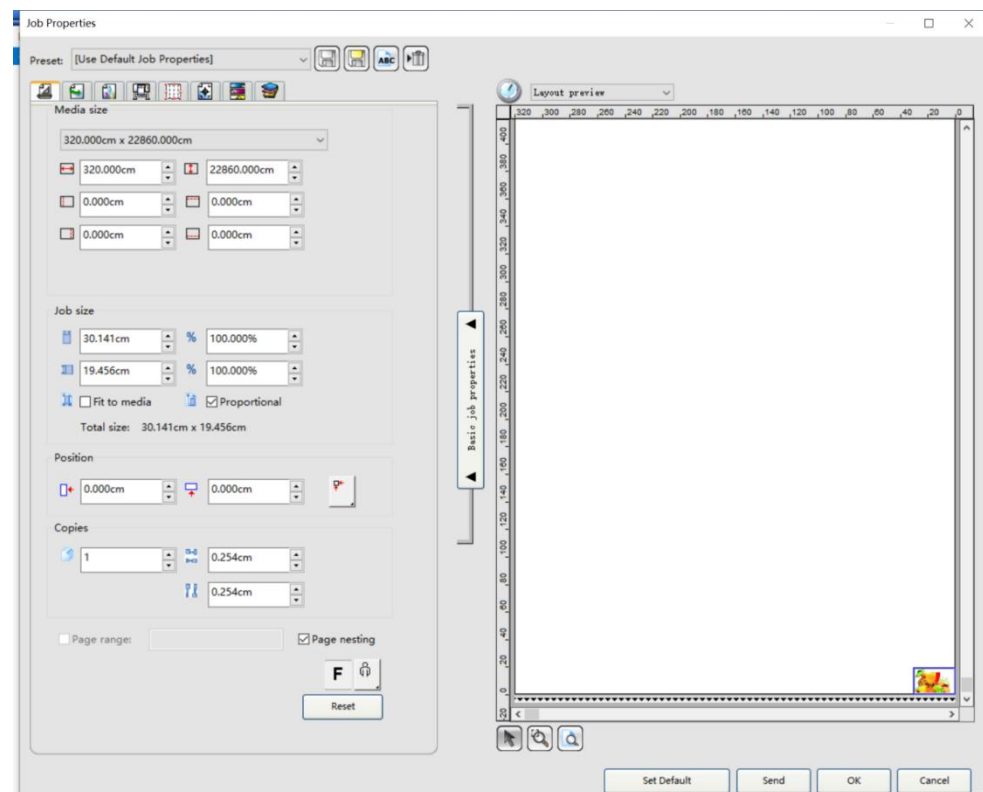 Job Properties
Preset: [Use Default Job Properties]
ABC
Layout preview
Media size
320.000cm x 22860.000cm
320.000cm 22860.000cm
0.000cm 0.000cm
0.000cm 0.000cm
Job size
30.141cm % 100.000%
19.456cm % 100.000%
Fit to media Proportional
Total size: 30.141cm x 19.456cm
Position
0.000cm 0.000cm
Copies
1 0.254cm
0.254cm
Page range: Page nesting
F
Reset
Basic job properties
320 300 280 260 240 220 200 180 160 140 120 100 80 60 40 20 0
400
380
360
340
320
300
280
260
240
220
200
180
160
140
120
100
80
60
40
20
0
-20
Set Default Send OK Cancel